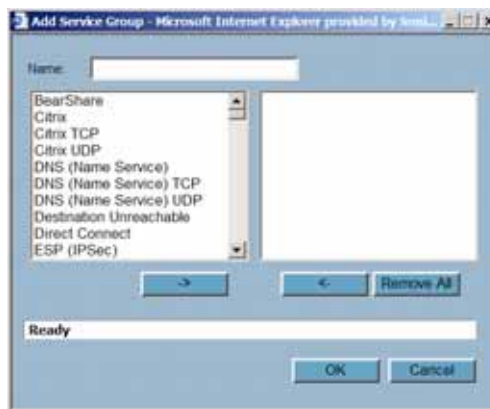 Add Service Group - Microsoft Internet Explorer provided by
Name:
BearShare
Citrix
Citrix TCP
Citrix UDP
DNS (Name Service)
DNS (Name Service) TCP
DNS (Name Service) UDP
Destination Unreachable
Direct Connect
ESP (IPSec)
->
<-
Remove All
Ready
OK
Cancel